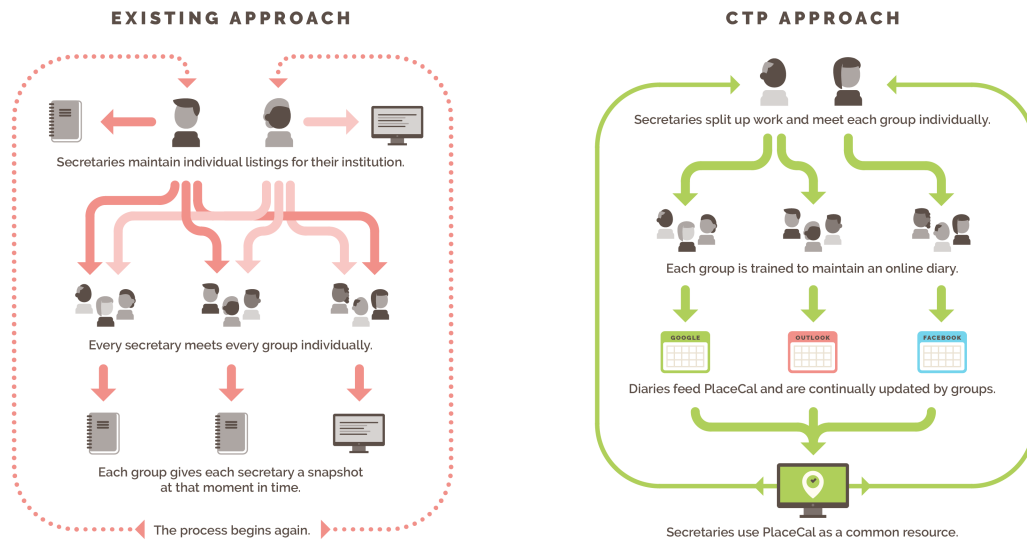 EXISTING APPROACH
Secretaries maintain individual listings for their institution.
Every secretary meets every group individually.
Each group gives each secretary a snapshot
at that moment in time.
The process begins again.
CTP APPROACH
Secretaries split up work and meet each group individually.
Each group is trained to maintain an online diary.
GOOGLE
OUTLOOK
FACEBOOK
Diaries feed PlaceCal and are continually updated by groups.
Secretaries use PlaceCal as a common resource.